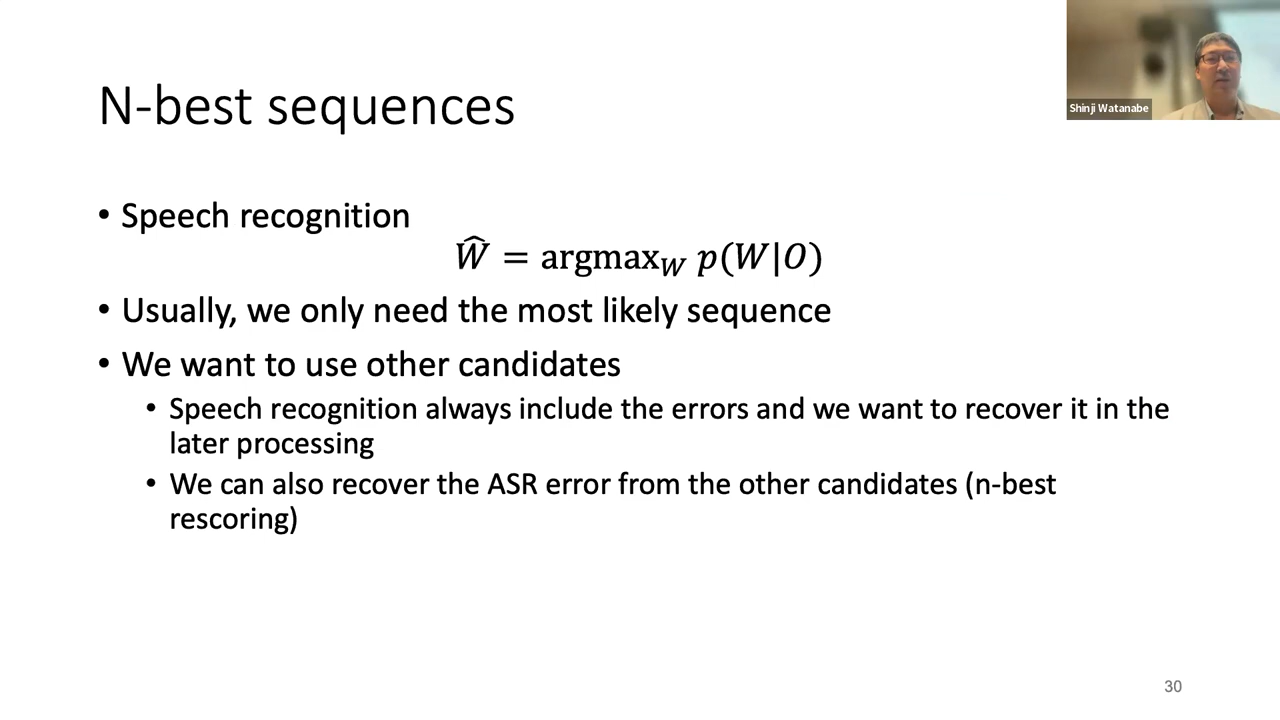 Shinji Watanabe
N-best sequences
• Speech recognition
Ŵ = argmax_W p(W|O)
• Usually, we only need the most likely sequence
• We want to use other candidates
• Speech recognition always include the errors and we want to recover it in the
later processing
• We can also recover the ASR error from the other candidates (n-best
rescoring)
30